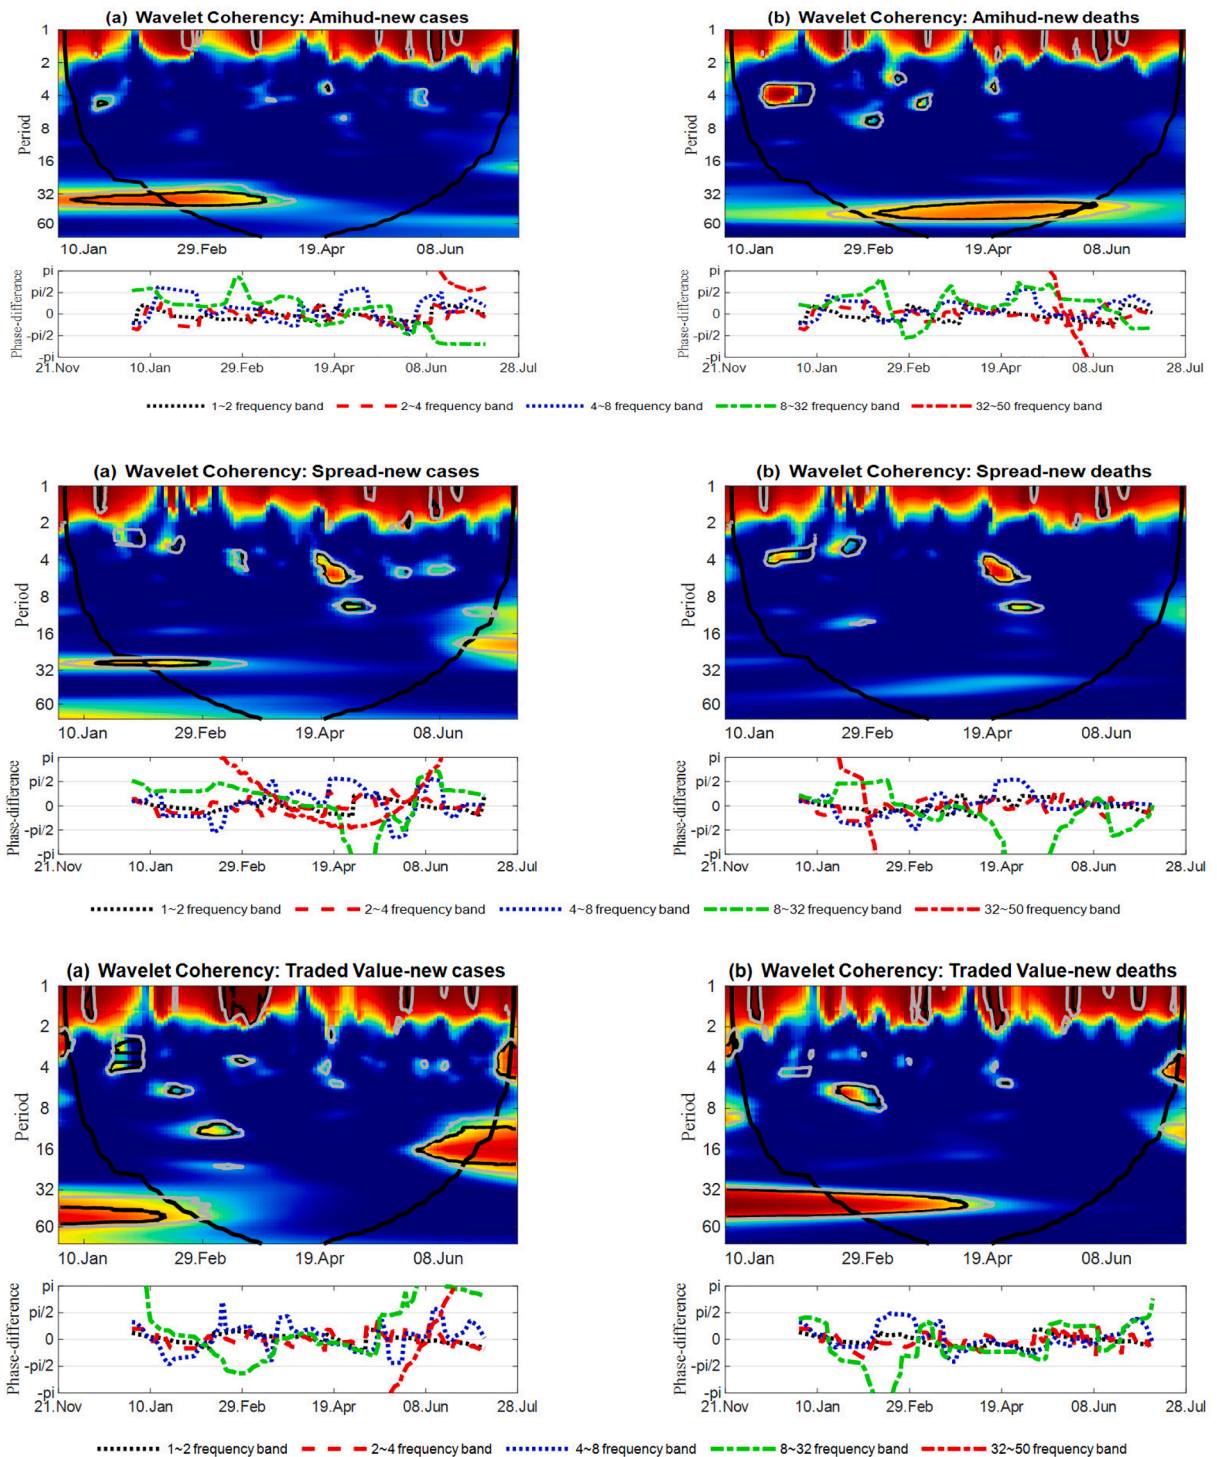 (a) Wavelet Coherency: Amihud-new cases
1
2
4
8
16
32
60
Period
10.Jan 29.Feb 19.Apr 08.Jun
pi
pi/2
0
-pi/2
-pi
Phase-difference
21.Nov 10.Jan 29.Feb 19.Apr 08.Jun 28.Jul
(b) Wavelet Coherency: Amihud-new deaths
1
2
4
8
16
32
60
Period
10.Jan 29.Feb 19.Apr 08.Jun
pi
pi/2
0
-pi/2
-pi
Phase-difference
21.Nov 10.Jan 29.Feb 19.Apr 08.Jun 28.Jul
1~2 frequency band 2~4 frequency band 4~8 frequency band 8~32 frequency band 32~50 frequency band
(a) Wavelet Coherency: Spread-new cases
1
2
4
8
16
32
60
Period
10.Jan 29.Feb 19.Apr 08.Jun
pi
pi/2
0
-pi/2
-pi
Phase-difference
21.Nov 10.Jan 29.Feb 19.Apr 08.Jun 28.Jul
(b) Wavelet Coherency: Spread-new deaths
1
2
4
8
16
32
60
Period
10.Jan 29.Feb 19.Apr 08.Jun
pi
pi/2
0
-pi/2
-pi
Phase-difference
21.Nov 10.Jan 29.Feb 19.Apr 08.Jun 28.Jul
1~2 frequency band 2~4 frequency band 4~8 frequency band 8~32 frequency band 32~50 frequency band
(a) Wavelet Coherency: Traded Value-new cases
1
2
4
8
16
32
60
Period
10.Jan 29.Feb 19.Apr 08.Jun
pi
pi/2
0
-pi/2
-pi
Phase-difference
21.Nov 10.Jan 29.Feb 19.Apr 08.Jun 28.Jul
(b) Wavelet Coherency: Traded Value-new deaths
1
2
4
8
16
32
60
Period
10.Jan 29.Feb 19.Apr 08.Jun
pi
pi/2
0
-pi/2
-pi
Phase-difference
21.Nov 10.Jan 29.Feb 19.Apr 08.Jun 28.Jul
1~2 frequency band 2~4 frequency band 4~8 frequency band 8~32 frequency band 32~50 frequency band